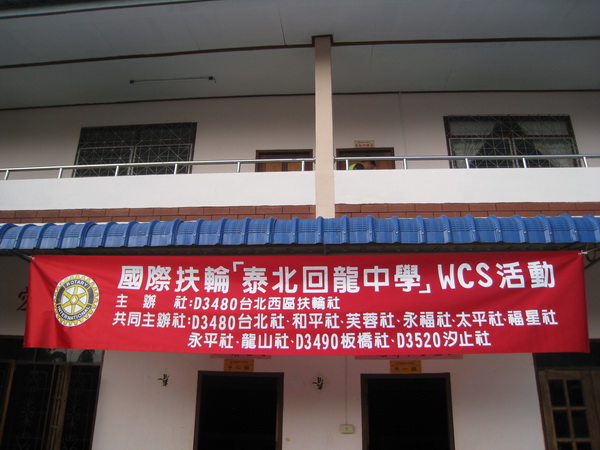 國際扶輪「泰北回龍中學」WCS活動
主辦社:D3480台北西區扶輪社
共同主辦社:D3480台北社·和平社·芙蓉社·永福社·太平社·福星社
永平社·龍山社·D3490板橋社·D3520汐止社
ROTARY
INTERNATIONAL